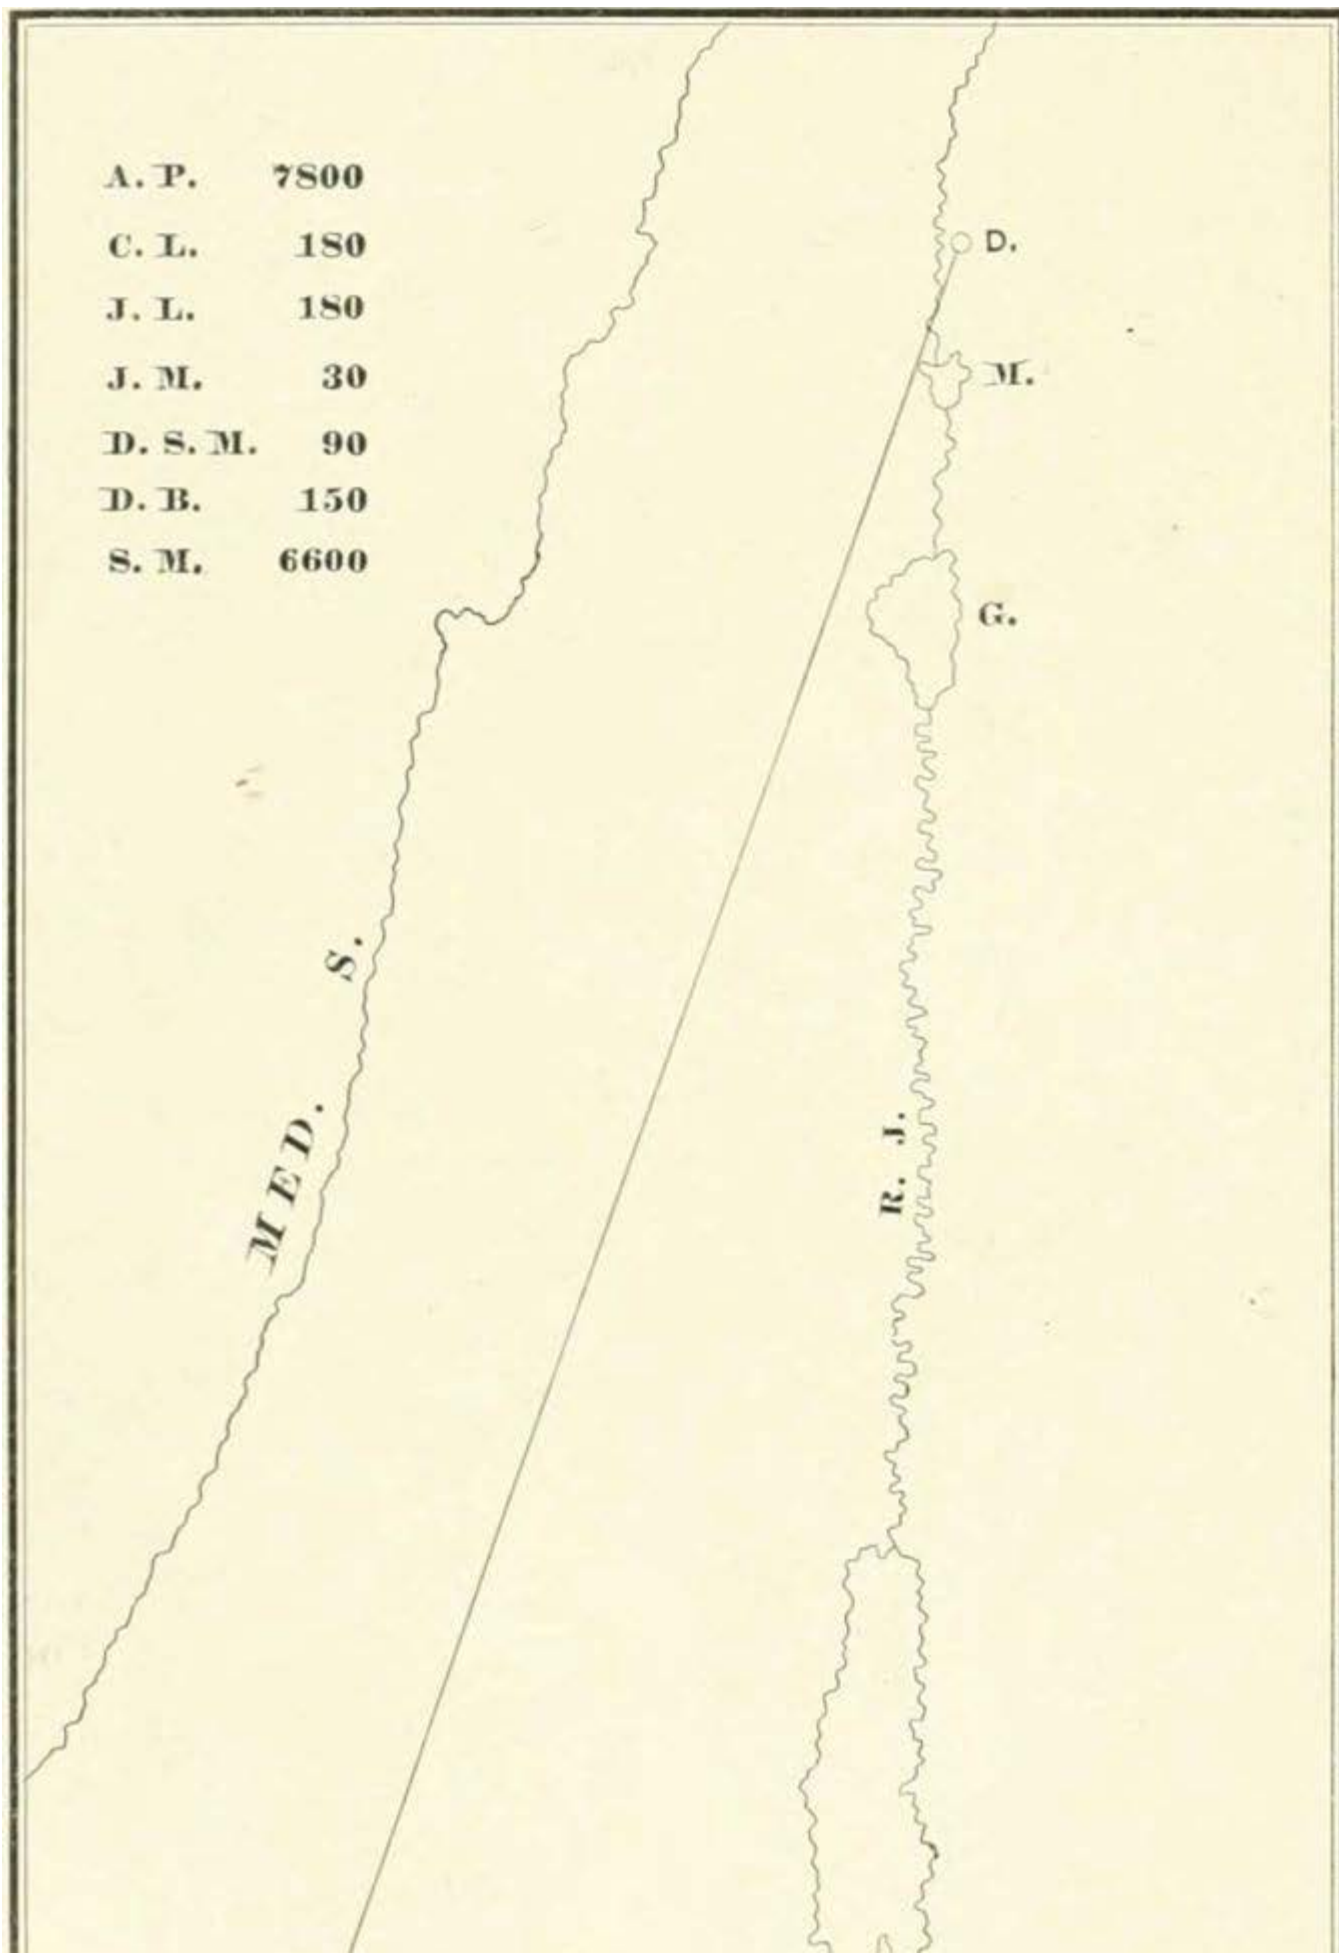 A. P. 7800
C. L. 180
J. L. 180
J. M. 30
D. S. M. 90
D. B. 150
S. M. 6600
D.
M.
G.
MED. S.
R. J.